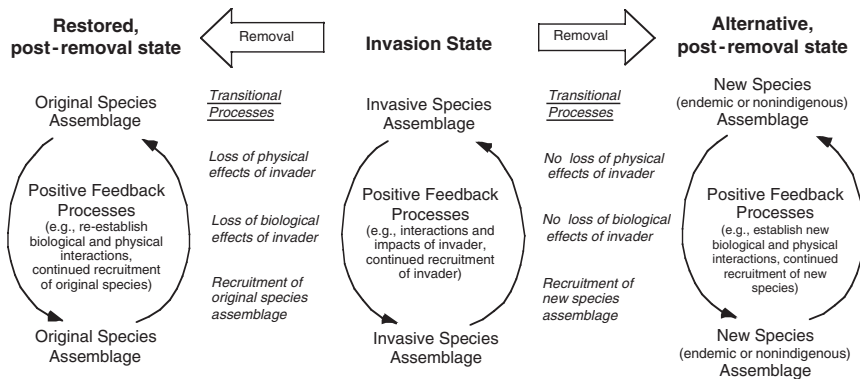 Restored,
post-removal state
Removal
Invasion State
Removal
Alternative,
post-removal state
Original Species
Assemblage
Positive Feedback
Processes
(e.g., re-establish
biological and physical
interactions,
continued recruitment
of original species)
Original Species
Assemblage
Transitional
Processes
Loss of physical
effects of invader
Loss of biological
effects of invader
Recruitment of
original species
assemblage
Invasive Species
Assemblage
Positive Feedback
Processes
(e.g., interactions and
impacts of invader,
continued recruitment
of invader)
Invasive Species
Assemblage
Transitional
Processes
No loss of physical
effects of invader
No loss of biological
effects of invader
Recruitment of
new species
assemblage
New Species
(endemic or nonindigenous)
Assemblage
Positive Feedback
Processes
(e.g., establish new
biological and physical
interactions, continued
recruitment of new
species)
New Species
(endemic or nonindigenous)
Assemblage